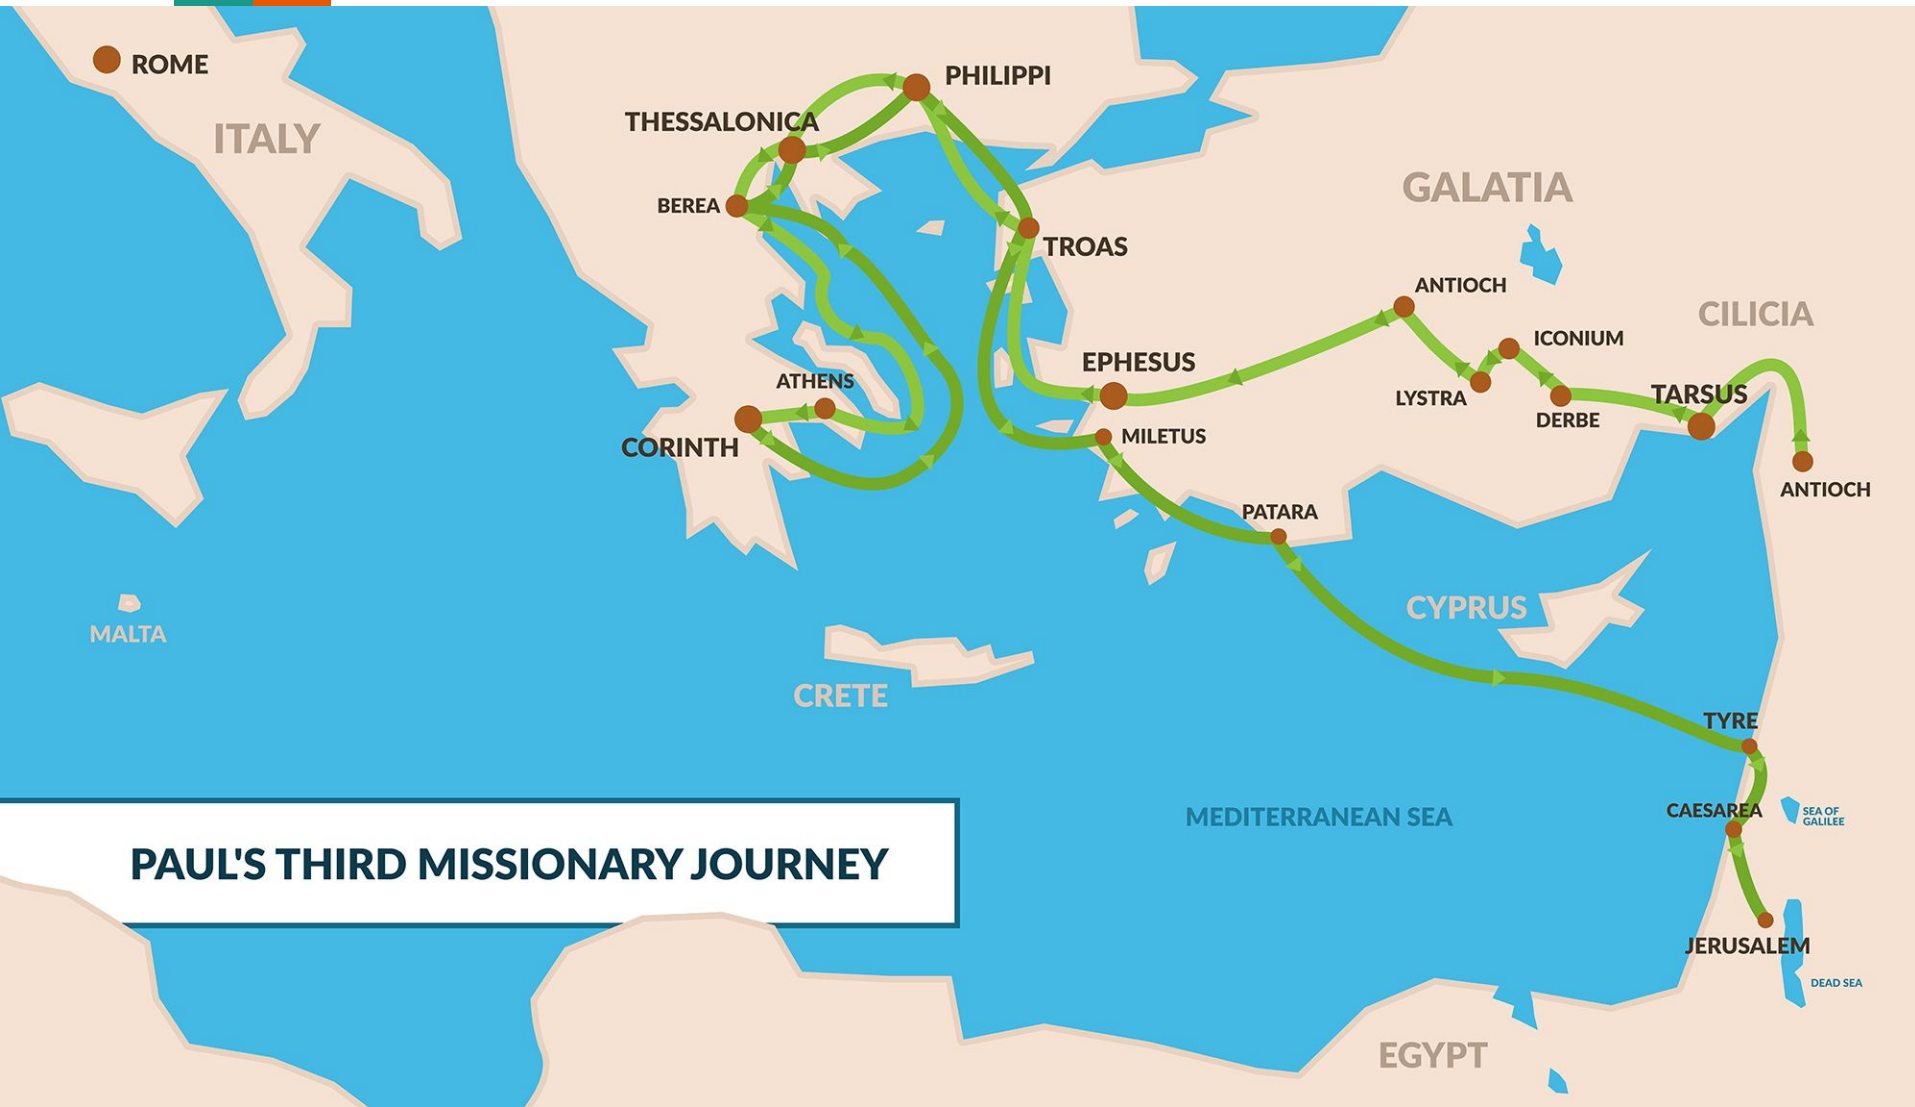 ROME
PHILIPPI
THESSALONICA
ITALY
GALATIA
BEREA
TROAS
ANTIOCH
CILICIA
ICONIUM
EPHESUS
ATHENS
LYSTRA
TARSUS
DERBE
CORINTH
MILETUS
ANTIOCH
PATARA
CYPRUS
MALTA
CRETE
TYRE
CAESAREA
SEA OF
GALILEE
MEDITERRANEAN SEA
PAUL'S THIRD MISSIONARY JOURNEY
JERUSALEM
DEAD SEA
EGYPT